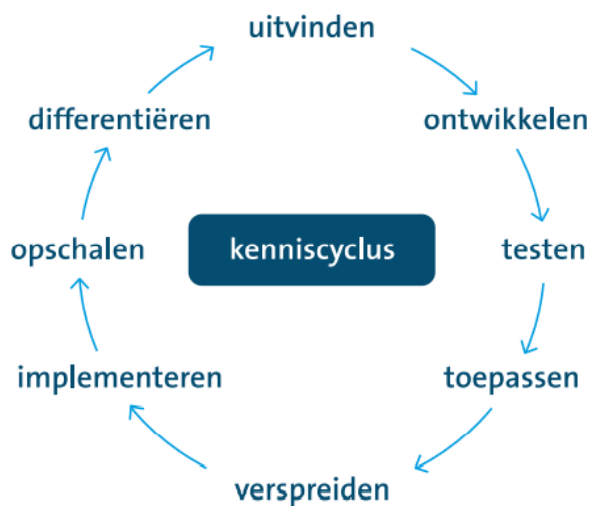 uitvinden
differentiëren
ontwikkelen
opschalen
kenniscyclus
testen
implementeren
toepassen
verspreiden